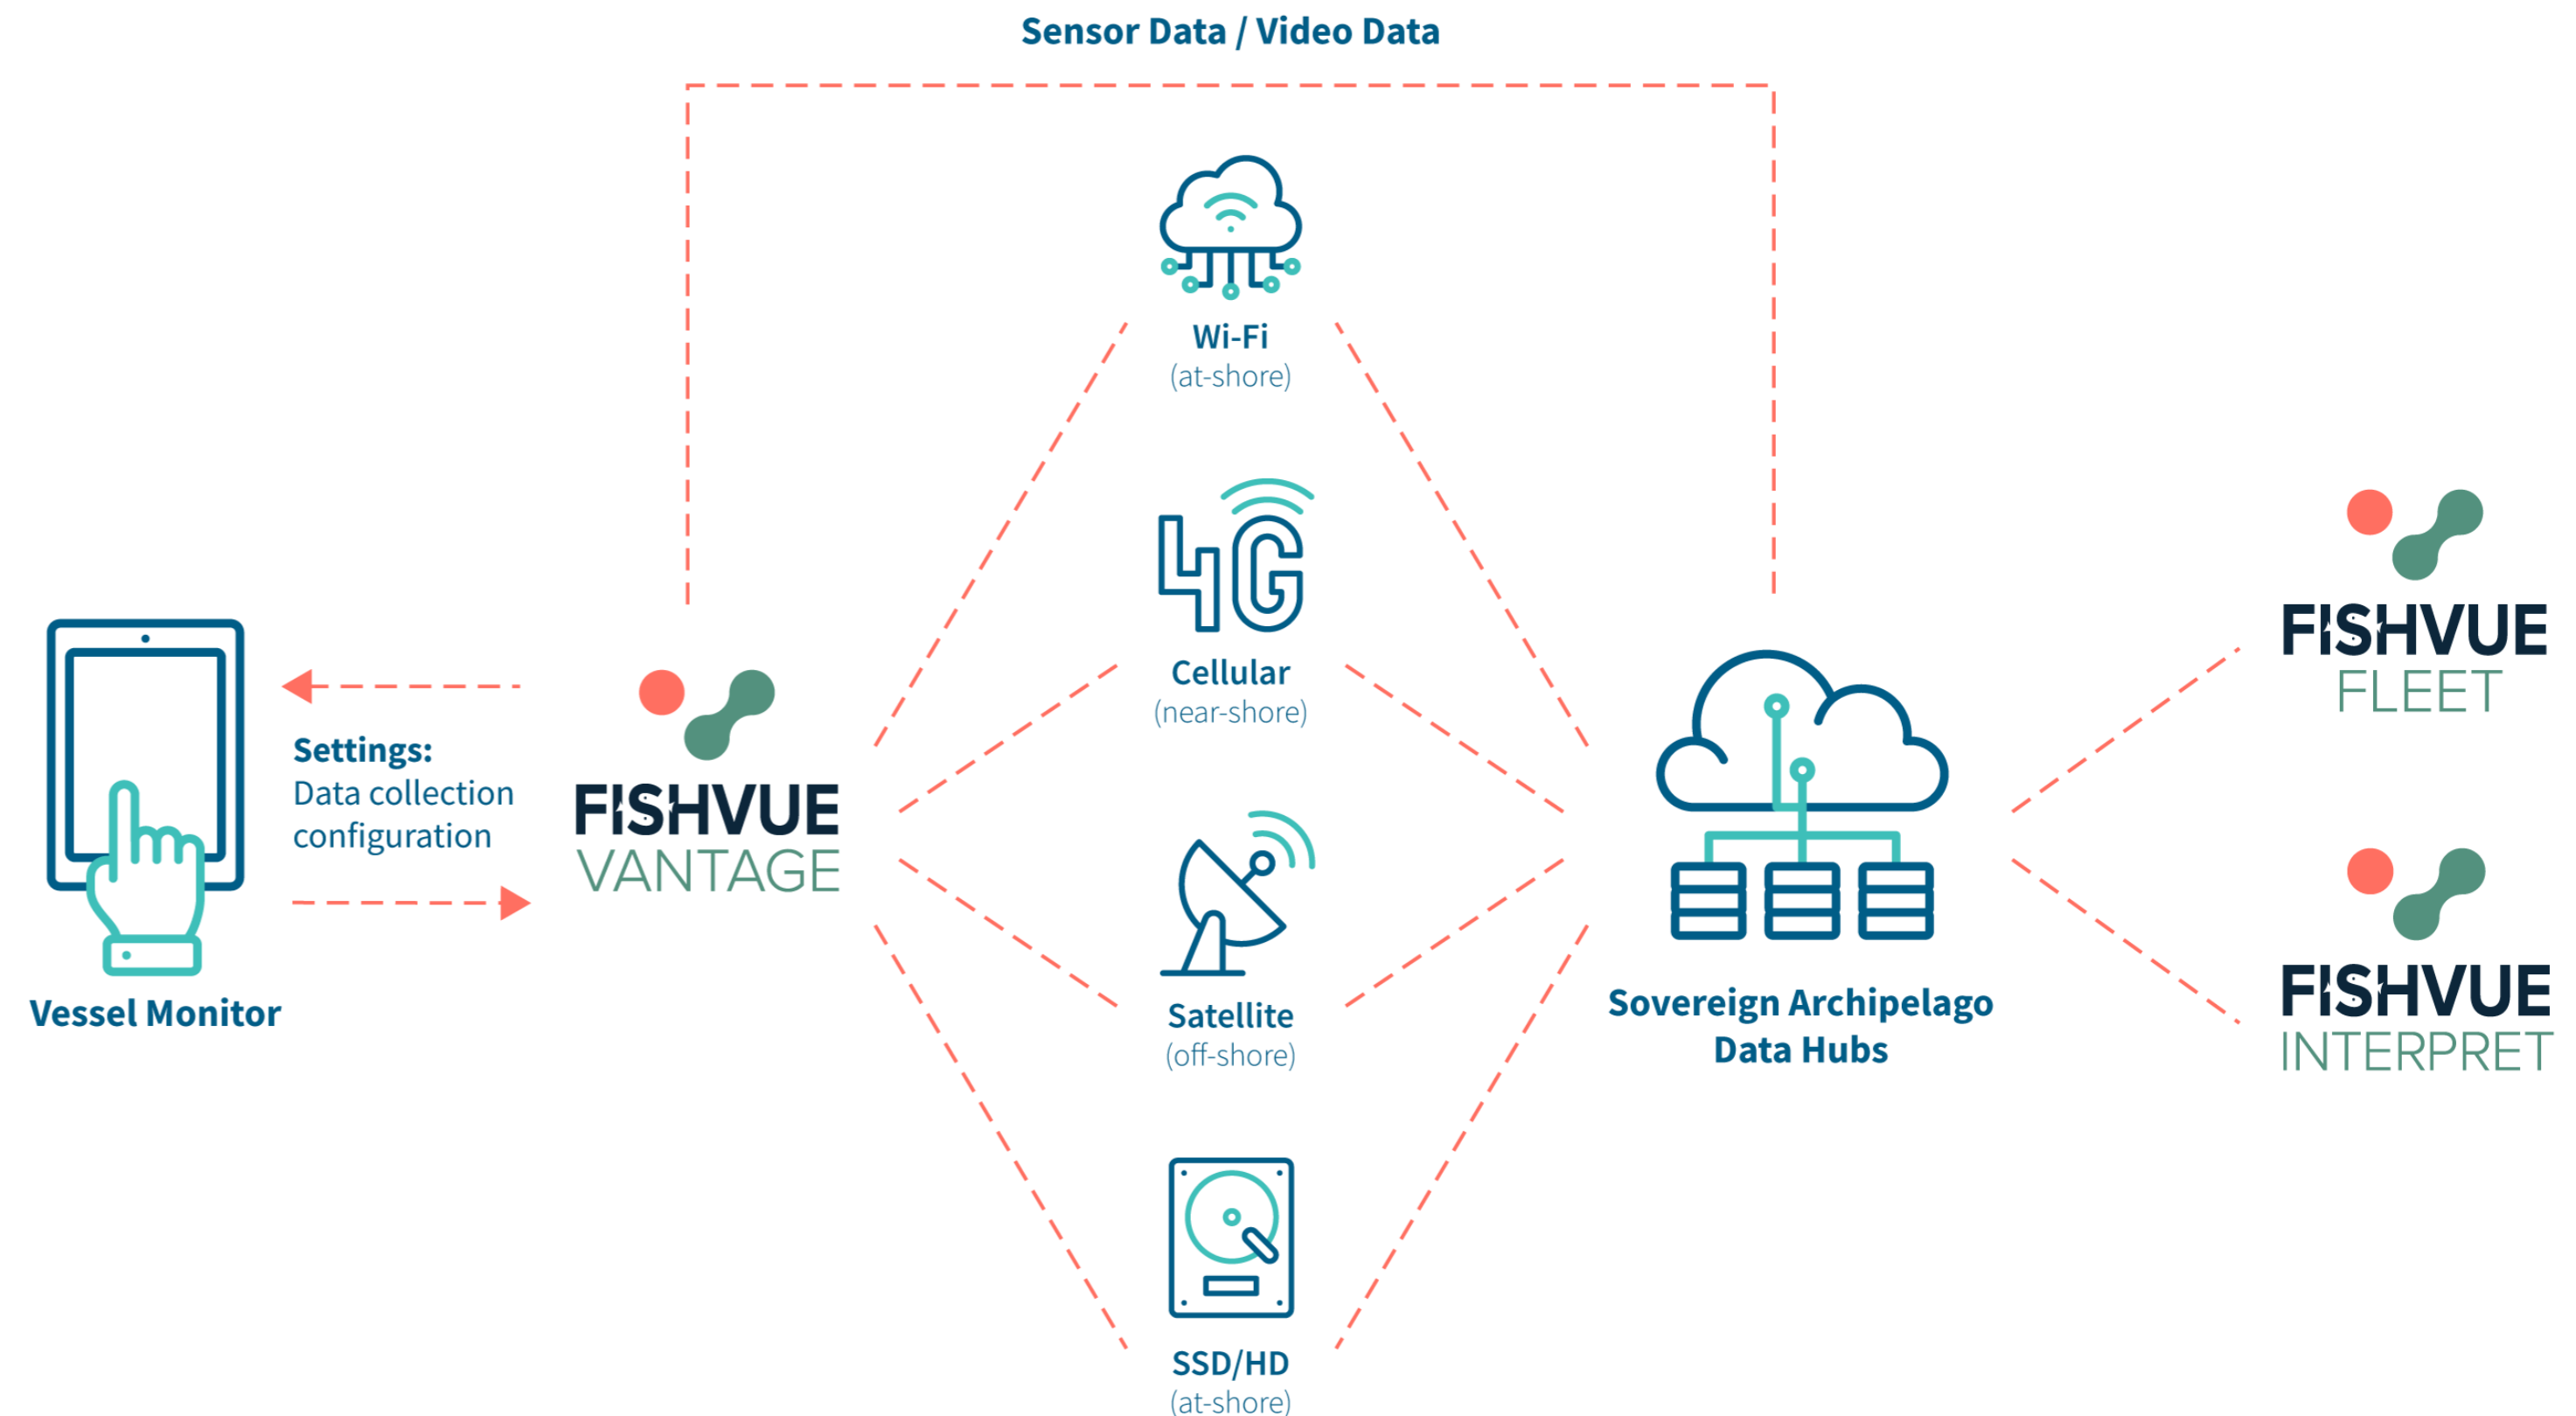 Sensor Data / Video Data
Wi-Fi
(at-shore)
4G
Cellular
(near-shore)
Settings:
Data collection
configuration
Vessel Monitor
FISHVUE
VANTAGE
Satellite
(off-shore)
SSD/HD
(at-shore)
Sovereign Archipelago
Data Hubs
FISHVUE
FLEET
FISHVUE
INTERPRET